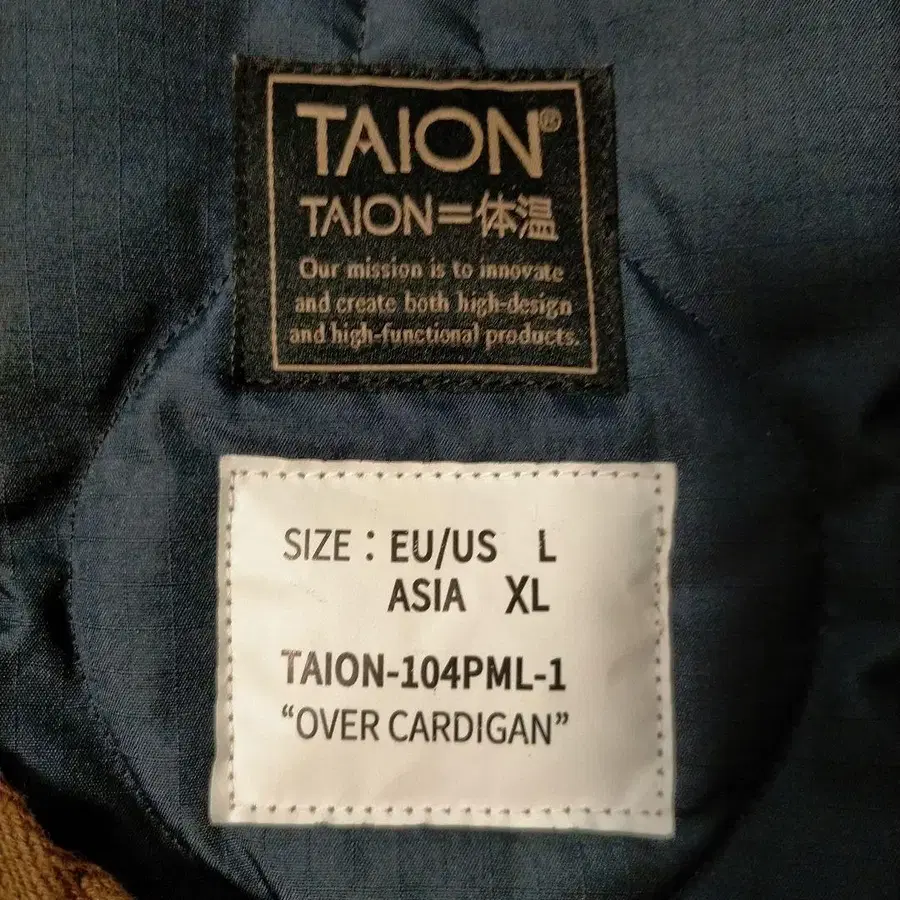 TAION®
TAION=体温
Our mission is to innovate
and create both high-design
and high-functional products.
SIZE : EU/US L
ASIA XL
TAION-104PML-1
“OVER CARDIGAN”